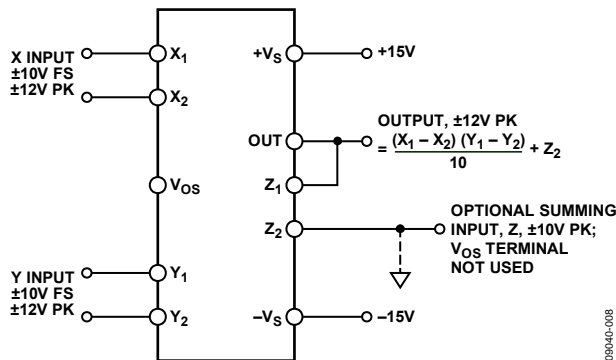 X INPUT
±10V FS
±12V PK
X1
X2
VOS
Y INPUT
±10V FS
±12V PK
Y1
Y2
+VS
+15V
OUT
OUTPUT, ±12V PK
= (X1 – X2) (Y1 – Y2)
10
+ Z2
Z1
Z2
OPTIONAL SUMMING
INPUT, Z, ±10V PK;
VOS TERMINAL
NOT USED
–VS
–15V
09040-008